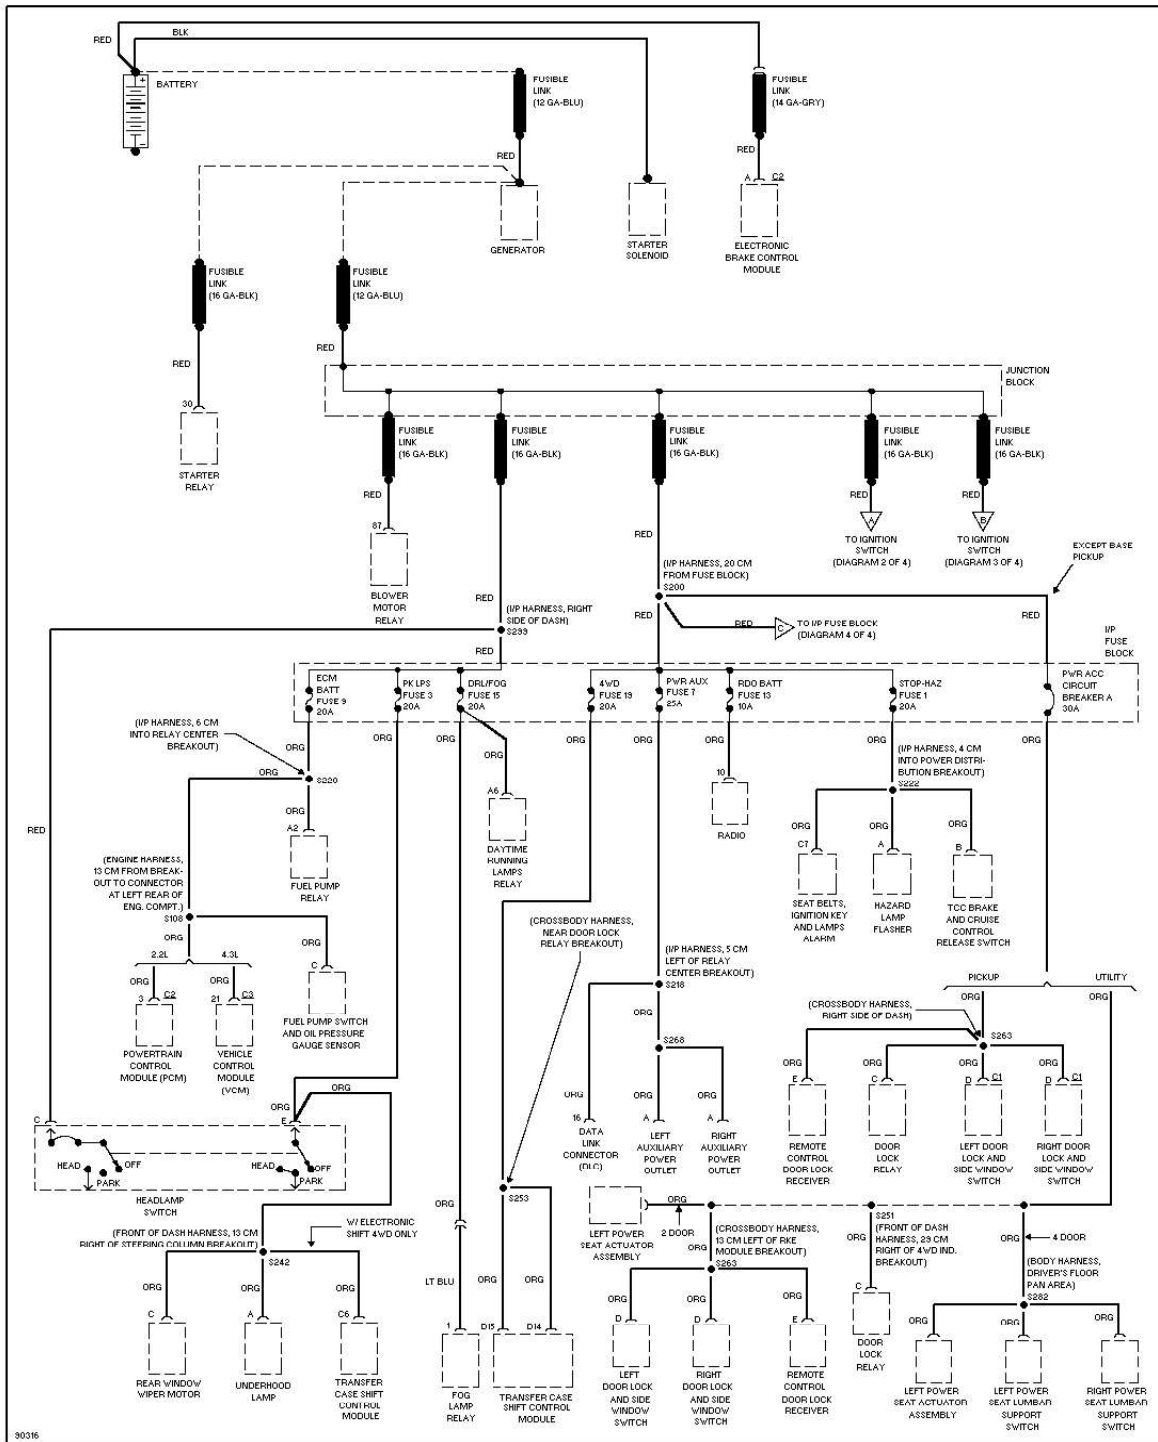 BLK
RED
BATTERY
+
-
FUSIBLE
LINK
(12 GA-BLU)
FUSIBLE
LINK
(14 GA-GRY)
RED
RED
A C2
GENERATOR
STARTER
SOLENOID
ELECTRONIC
BRAKE CONTROL
MODULE
FUSIBLE
LINK
(16 GA-BLK)
FUSIBLE
LINK
(12 GA-BLU)
RED
RED
JUNCTION
BLOCK
30
STARTER
RELAY
FUSIBLE
LINK
(16 GA-BLK)
FUSIBLE
LINK
(16 GA-BLK)
FUSIBLE
LINK
(16 GA-BLK)
FUSIBLE
LINK
(16 GA-BLK)
FUSIBLE
LINK
(16 GA-BLK)
RED
RED
RED
87
BLOWER
MOTOR
RELAY
A
TO IGNITION
SWITCH
(DIAGRAM 2 OF 4)
B
TO IGNITION
SWITCH
(DIAGRAM 3 OF 4)
RED
EXCEPT BASE
PICKUP
(I/P HARNESS, 20 CM
FROM FUSE BLOCK)
S200
RED
(I/P HARNESS, RIGHT
SIDE OF DASH)
S299
RED
RED
RED
C
TO I/P FUSE BLOCK
(DIAGRAM 4 OF 4)
RED
RED
I/P
FUSE
BLOCK
ECM
BATT
FUSE 9
20A
PK LPS
FUSE 3
20A
DRL/FOG
FUSE 15
20A
4WD
FUSE 19
20A
PWR AUX
FUSE 7
25A
RDO BATT
FUSE 13
10A
STOP-HAZ
FUSE 1
20A
PWR ACC
CIRCUIT
BREAKER A
30A
(I/P HARNESS, 6 CM
INTO RELAY CENTER
BREAKOUT)
ORG
ORG
ORG
ORG
ORG
ORG
ORG
ORG
ORG
(I/P HARNESS, 4 CM
INTO POWER DISTRI-
BUTION BREAKOUT)
S222
ORG
S220
ORG
A2
FUEL PUMP
RELAY
A6
DAYTIME
RUNNING
LAMPS
RELAY
10
RADIO
RED
ORG
ORG
ORG
C7
A
B
SEAT BELTS,
IGNITION KEY
AND LAMPS
ALARM
HAZARD
LAMP
FLASHER
TCC BRAKE
AND CRUISE
CONTROL
RELEASE SWITCH
(ENGINE HARNESS,
13 CM FROM BREAK-
OUT TO CONNECTOR
AT LEFT REAR OF
ENG. COMPT.)
S108
ORG
ORG
2.2L
4.3L
ORG
ORG
C
3 C2
21 C3
POWERTRAIN
CONTROL
MODULE (PCM)
VEHICLE
CONTROL
MODULE
(VCM)
FUEL PUMP SWITCH
AND OIL PRESSURE
GAUGE SENSOR
(CROSSBODY HARNESS,
NEAR DOOR LOCK
RELAY BREAKOUT)
(I/P HARNESS, 5 CM
LEFT OF RELAY
CENTER BREAKOUT)
S218
ORG
S268
ORG
ORG
ORG
16
A
A
DATA
LINK
CONNECTOR
(DLC)
LEFT
AUXILIARY
POWER
OUTLET
RIGHT
AUXILIARY
POWER
OUTLET
PICKUP
UTILITY
ORG
ORG
(CROSSBODY HARNESS,
RIGHT SIDE OF DASH)
S263
ORG
ORG
ORG
ORG
E
C
D C1
D C1
REMOTE
CONTROL
DOOR LOCK
RECEIVER
DOOR
LOCK
RELAY
LEFT DOOR
LOCK AND
SIDE WINDOW
SWITCH
RIGHT DOOR
LOCK AND
SIDE WINDOW
SWITCH
ORG
ORG
C
E
HEAD
OFF
PARK
HEAD
OFF
PARK
HEADLAMP
SWITCH
(FRONT OF DASH HARNESS, 13 CM
RIGHT OF STEERING COLUMN BREAKOUT)
W/ ELECTRONIC
SHIFT 4WD ONLY
S242
ORG
ORG
ORG
C
A
C6
REAR WINDOW
WIPER MOTOR
UNDERHOOD
LAMP
TRANSFER
CASE SHIFT
CONTROL
MODULE
ORG
LT BLU
1
FOG
LAMP
RELAY
S253
ORG
ORG
D15
D14
TRANSFER CASE
SHIFT CONTROL
MODULE
ORG
2 DOOR
LEFT POWER
SEAT ACTUATOR
ASSEMBLY
ORG
(CROSSBODY HARNESS,
13 CM LEFT OF RKE
MODULE BREAKOUT)
S263
ORG
ORG
ORG
D
D
E
LEFT
DOOR LOCK
AND SIDE
WINDOW
SWITCH
RIGHT
DOOR LOCK
AND SIDE
WINDOW
SWITCH
REMOTE
CONTROL
DOOR LOCK
RECEIVER
S251
(FRONT OF DASH
HARNESS, 29 CM
RIGHT OF 4WD IND.
BREAKOUT)
ORG
C
DOOR
LOCK
RELAY
ORG
4 DOOR
(BODY HARNESS,
DRIVER'S FLOOR
PAN AREA)
S282
ORG
ORG
ORG
LEFT POWER
SEAT ACTUATOR
ASSEMBLY
LEFT POWER
SEAT LUMBAR
SUPPORT
SWITCH
RIGHT POWER
SEAT LUMBAR
SUPPORT
SWITCH
90316